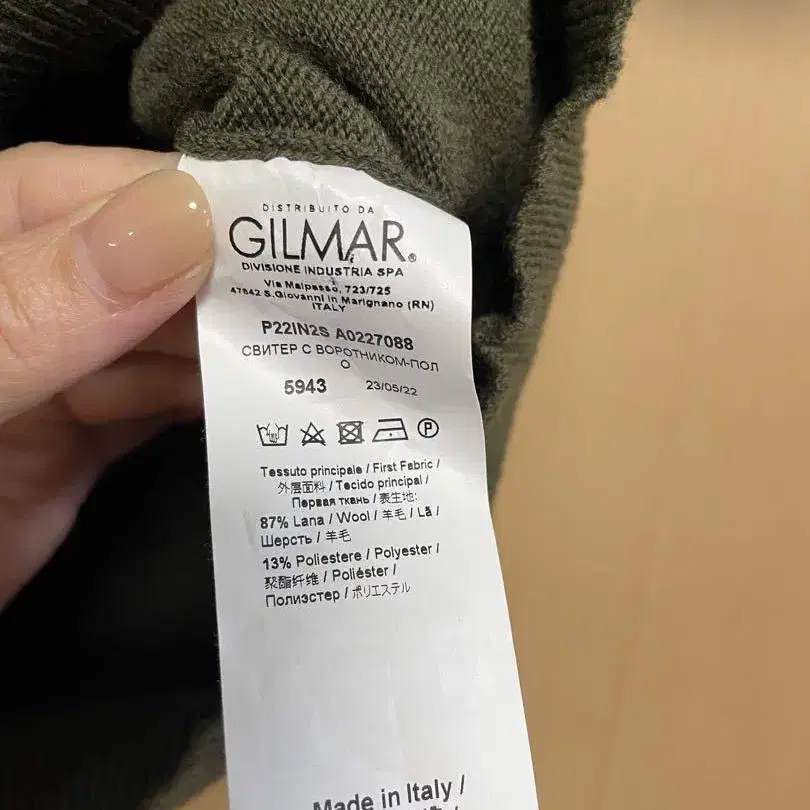 DISTRIBUITO DA
GILMAR®
DIVISIONE INDUSTRIA SPA
Via Malpasso, 723/725
47842 S.Giovanni in Marignano (RN)
ITALY
P22IN2S A0227088
СВИТЕР С ВОРОТНИКОМ-ПОЛ
О
5943 23/05/22
P
Tessuto principale / First Fabric /
外层面料 / Tecido principal /
Первая ткань / 表生地:
87% Lana / Wool / 羊毛 / Lã /
Шерсть / 羊毛
13% Poliestere / Polyester /
聚酯纤维 / Poliéster /
Полиэстер / ポリエステル
Made in Italy /